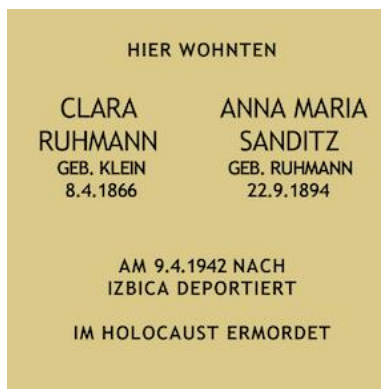 HIER WOHNTEN
CLARA
RUHMANN
GEB. KLEIN
8.4.1866
ANNA MARIA
SANDITZ
GEB. RUHMANN
22.9.1894
AM 9.4.1942 NACH
IZBICA DEPORTIERT
IM HOLOCAUST ERMORDET